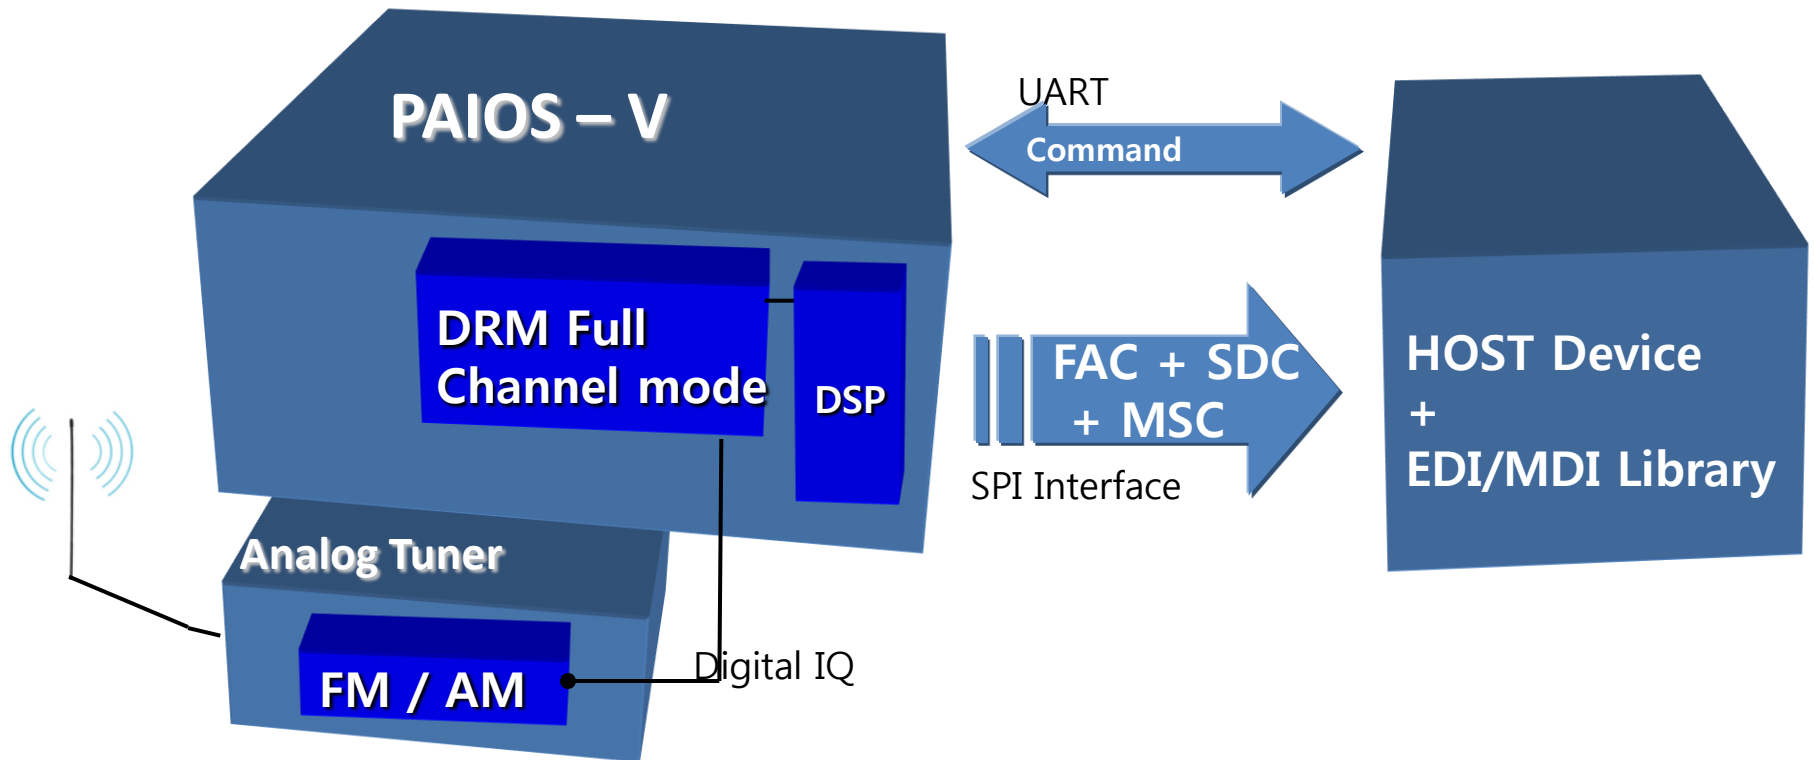 PAIOS – V
UART
Command
DRM Full
Channel mode
DSP
FAC + SDC
+ MSC
SPI Interface
HOST Device
+
EDI/MDI Library
Analog Tuner
FM / AM
Digital IQ